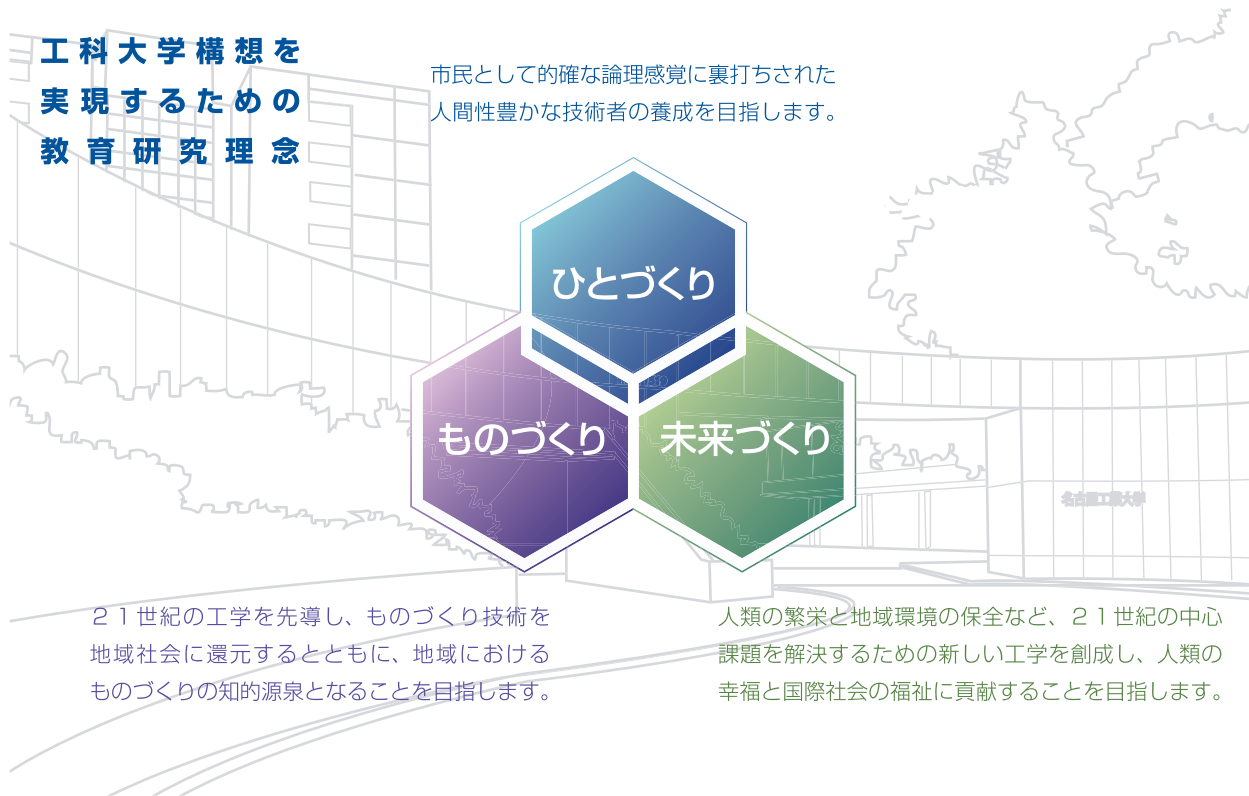 工科大学構想を
実現するための
教育研究理念
市民として的確な論理感覚に裏打ちされた
人間性豊かな技術者の養成を目指します。
ひとづくり
ものづくり
未来づくり
名古屋工業大学
２１世紀の工学を先導し、ものづくり技術を
地域社会に還元するとともに、地域における
ものづくりの知的源泉となることを目指します。
人類の繁栄と地域環境の保全など、２１世紀の中心
課題を解決するための新しい工学を創成し、人類の
幸福と国際社会の福祉に貢献することを目指します。